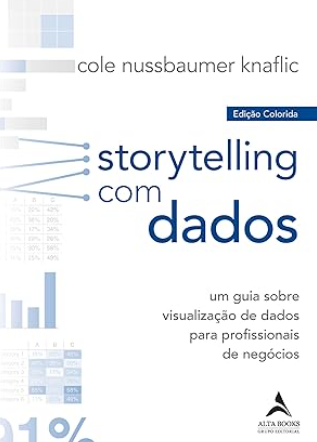 cole nussbaumer knaflic
Edição Colorida
storytelling
com
dados
um guia sobre
visualização de dados
para profissionais
de negócios
91%
ALTA BOOKS
GRUPO EDITORIAL